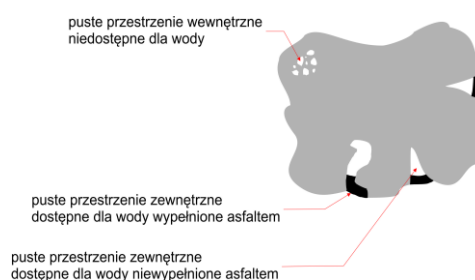 puste przestrzenie wewnętrzne
niedostępne dla wody
puste przestrzenie zewnętrzne
dostępne dla wody wypełnione asfaltem
puste przestrzenie zewnętrzne
dostępne dla wody niewypełnione asfaltem